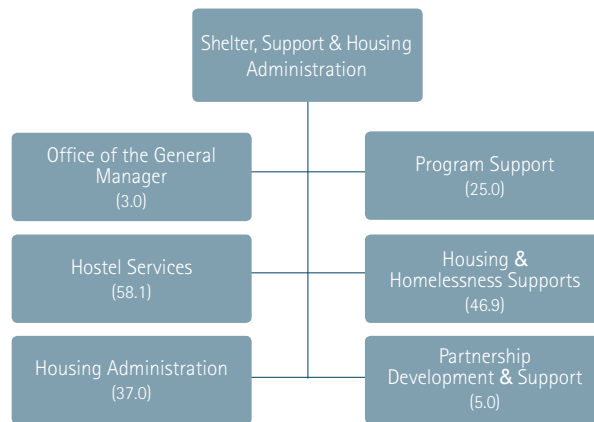 Shelter, Support & Housing
Administration
Office of the General
Manager
(3.0)
Program Support
(25.0)
Hostel Services
(58.1)
Housing &
Homelessness Supports
(46.9)
Housing Administration
(37.0)
Partnership
Development & Support
(5.0)